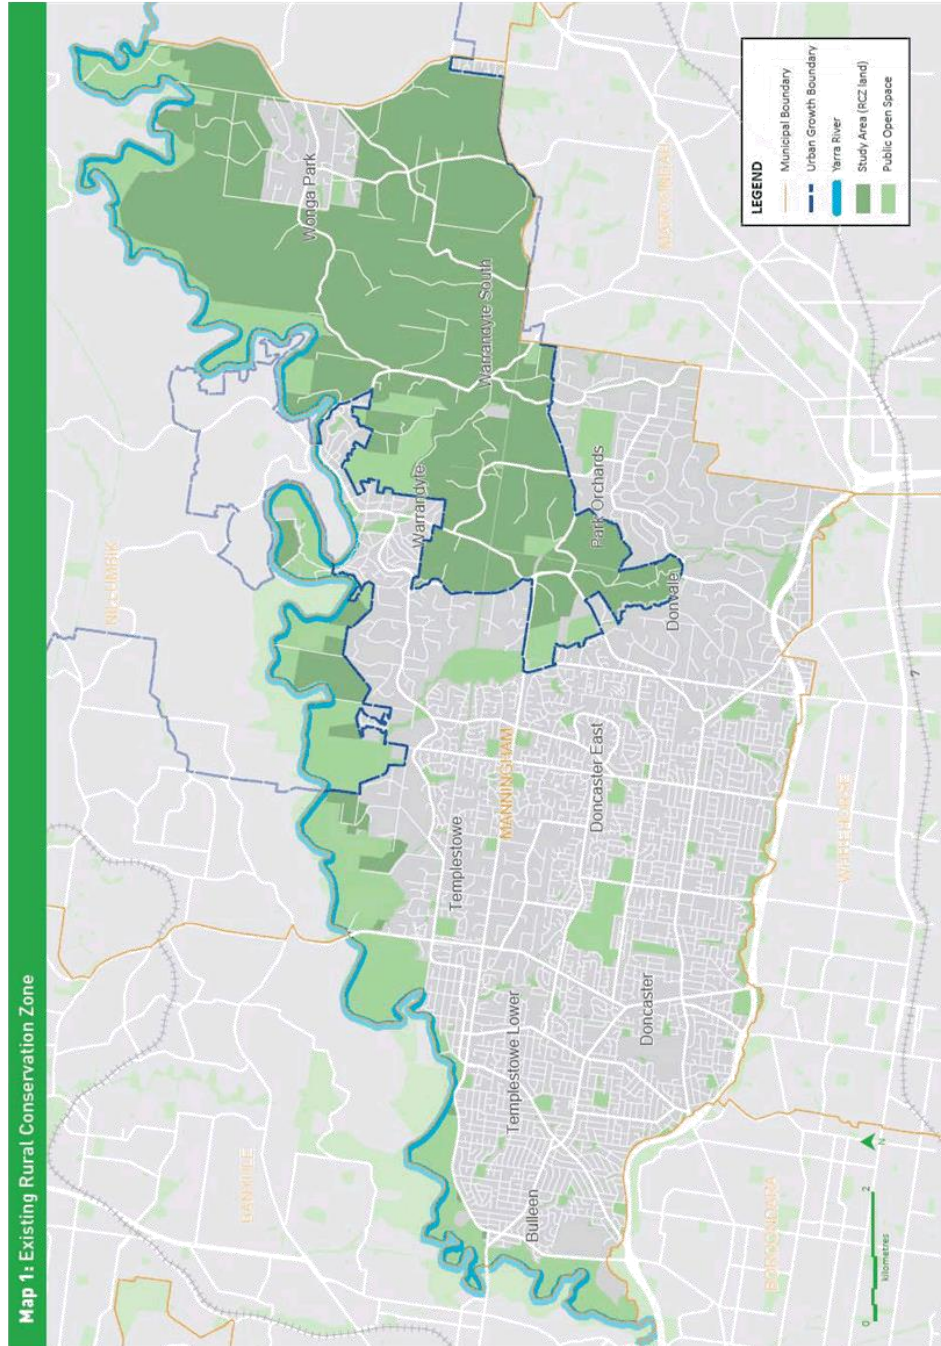 Map 1: Existing Rural Conservation Zone
LEGEND
Municipal Boundary
Urban Growth Boundary
Yarra River
Study Area (RCZ land)
Public Open Space
NILLUMBIK
BANYULE
MANNINGHAM
MAROONDAH
WHITEHORSE
BOROONDARA
Wonga Park
Warrandyte South
Warrandyte
Park Orchards
Donvale
Doncaster East
Templestowe
Templestowe Lower
Doncaster
Bulleen
0
2
kilometres
N